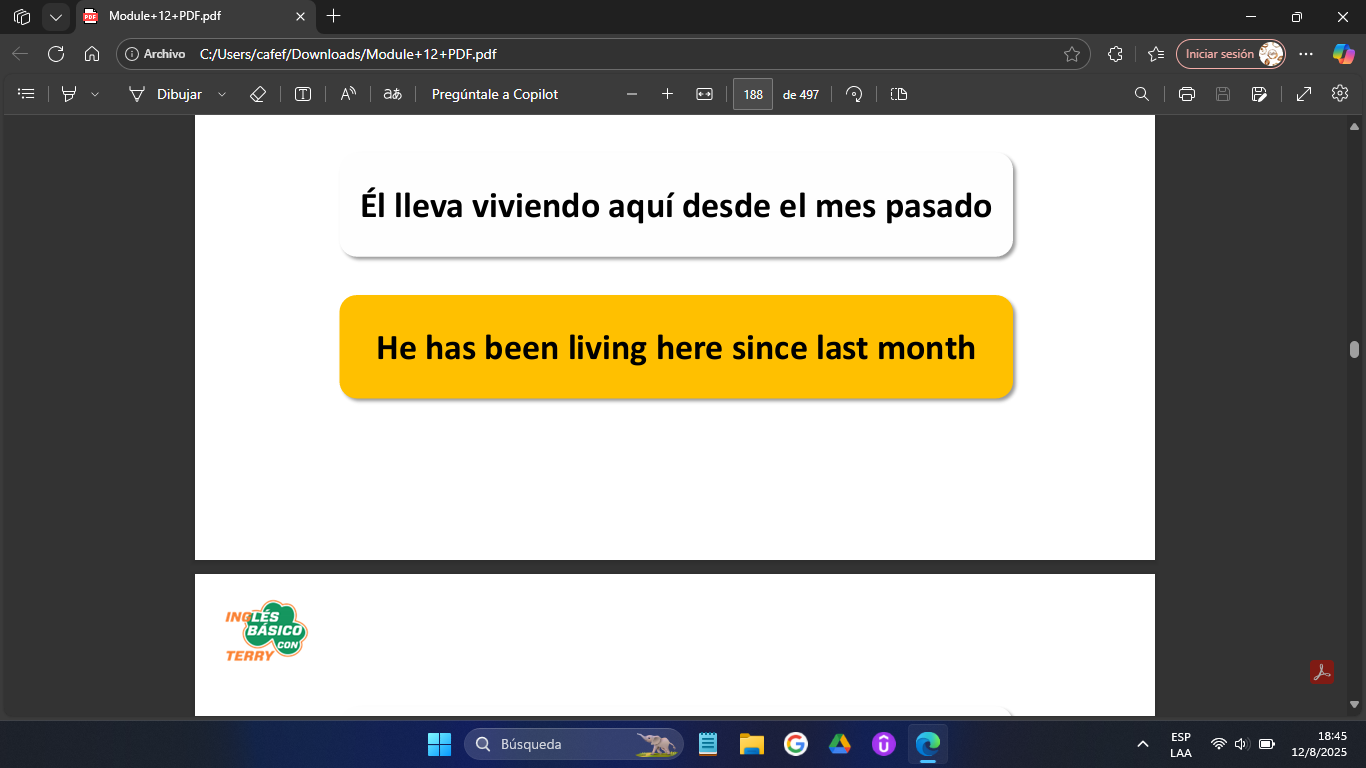 Module+12+PDF.pdf
Archivo C:/Users/cafef/Downloads/Module+12+PDF.pdf Iniciar sesión
Dibujar Pregúntale a Copilot 188 de 497
Él lleva viviendo aquí desde el mes pasado
He has been living here since last month
INGLÉS
BÁSICO
CON
TERRY
Búsqueda
ESP
LAA
18:45
12/8/2025